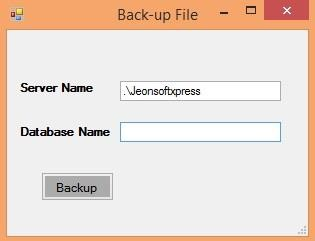 Back-up File
Server Name
.\Jeonsoftxpress
Database Name
Backup